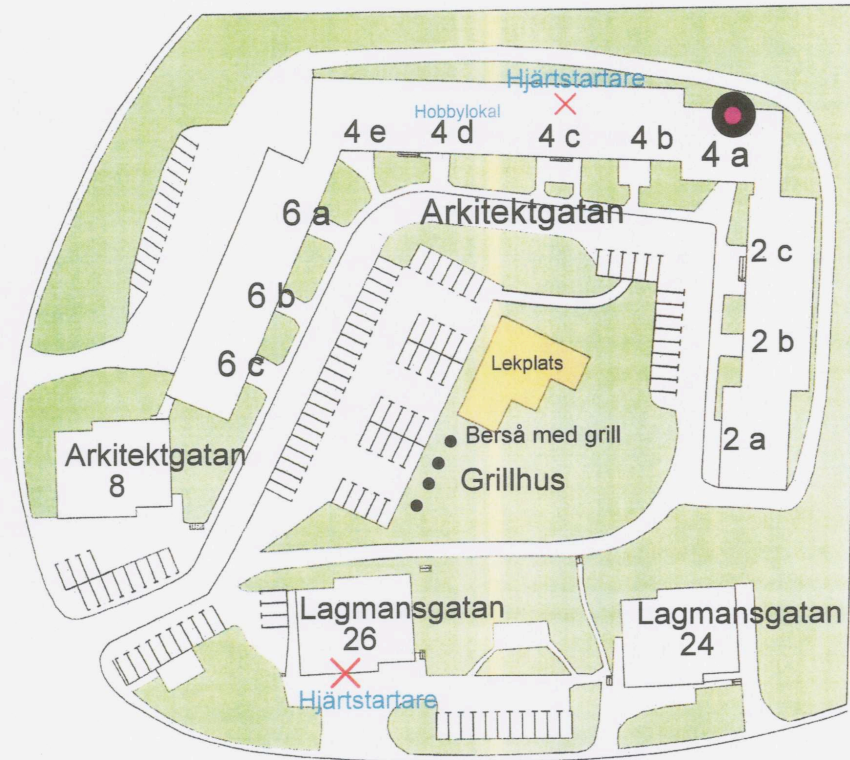 Hjärtstartare
Hobbylokal
4 e
4 d
4 c
4 b
4 a
6 a
Arkitektgatan
2 c
6 b
2 b
6 c
Lekplats
2 a
Berså med grill
Arkitektgatan
8
Grillhus
Lagmansgatan
26
Lagmansgatan
24
Hjärtstartare